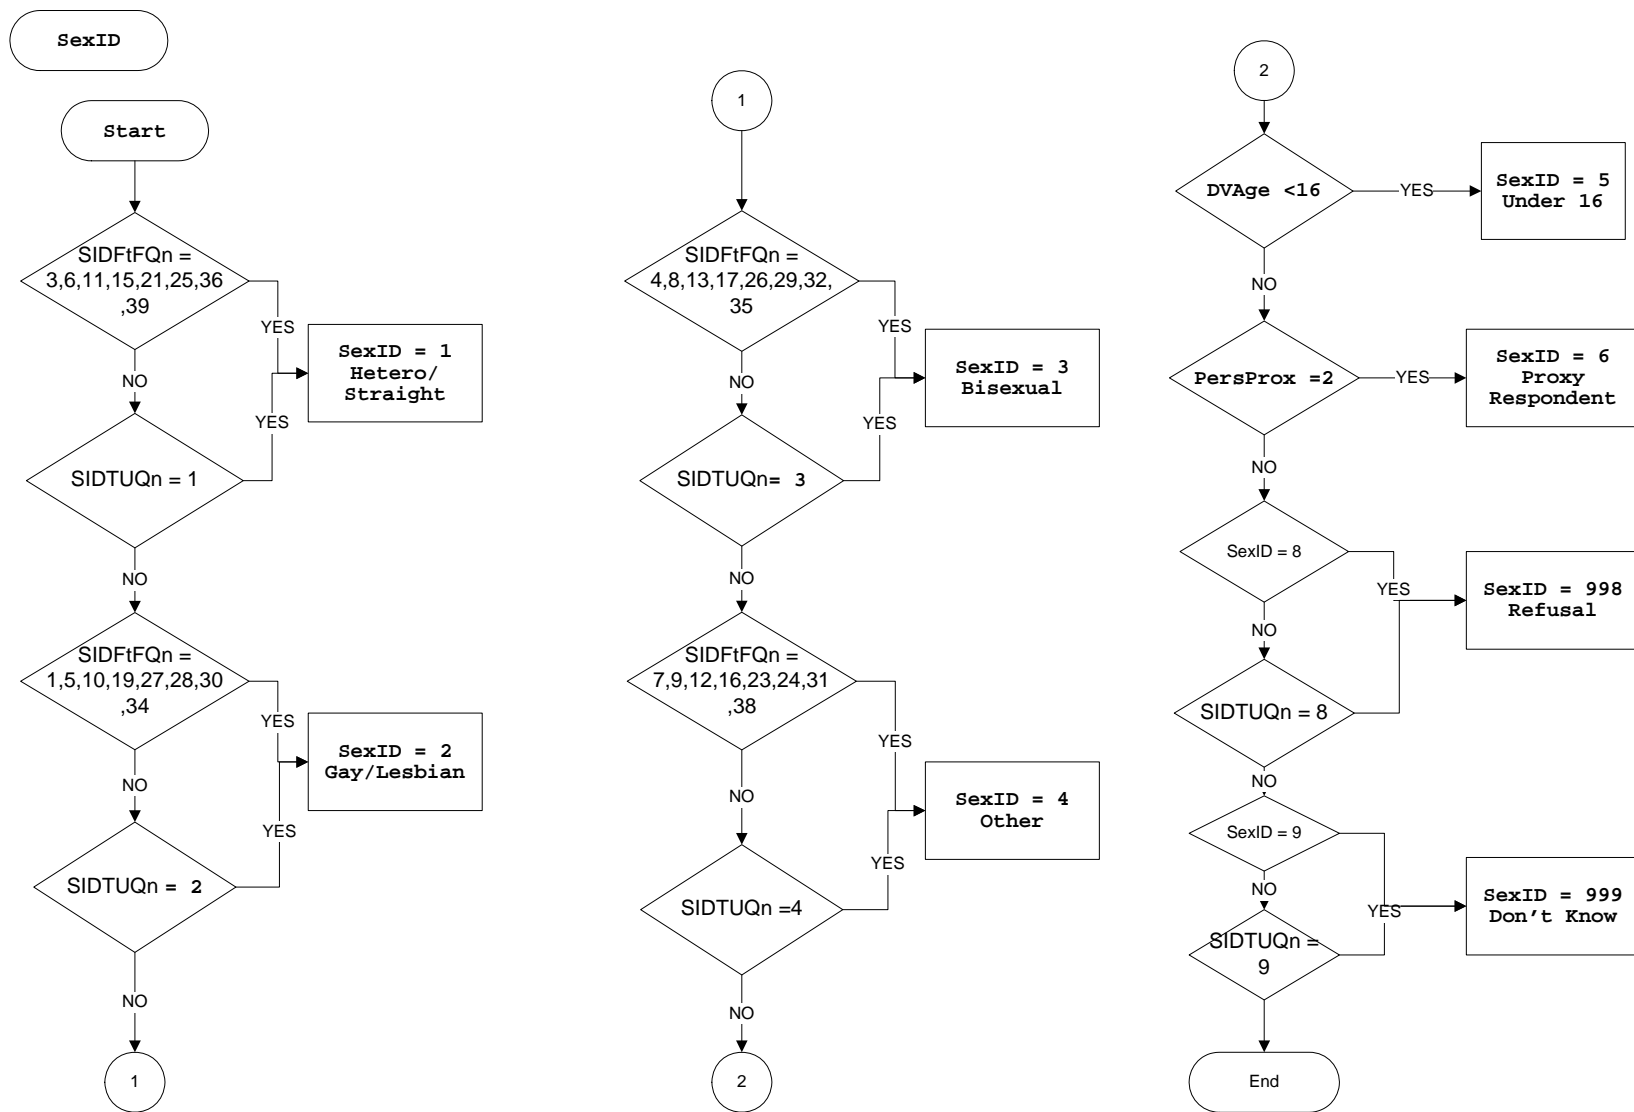 SexID
Start
SIDFtFQn =
3,6,11,15,21,25,36
,39
YES
SexID = 1
Hetero/
Straight
NO
YES
SIDTUQn = 1
NO
SIDFtFQn =
1,5,10,19,27,28,30
,34
YES
SexID = 2
Gay/Lesbian
NO
YES
SIDTUQn = 2
NO
1
1
SIDFtFQn =
4,8,13,17,26,29,32,
35
YES
SexID = 3
Bisexual
NO
YES
SIDTUQn= 3
NO
SIDFtFQn =
7,9,12,16,23,24,31
,38
YES
SexID = 4
Other
NO
YES
SIDTUQn =4
NO
2
2
DVAge <16
YES
SexID = 5
Under 16
NO
PersProx =2
YES
SexID = 6
Proxy
Respondent
NO
SexID = 8
YES
SexID = 998
Refusal
NO
SIDTUQn = 8
NO
SexID = 9
YES
SexID = 999
Don't Know
NO
SIDTUQn =
9
End